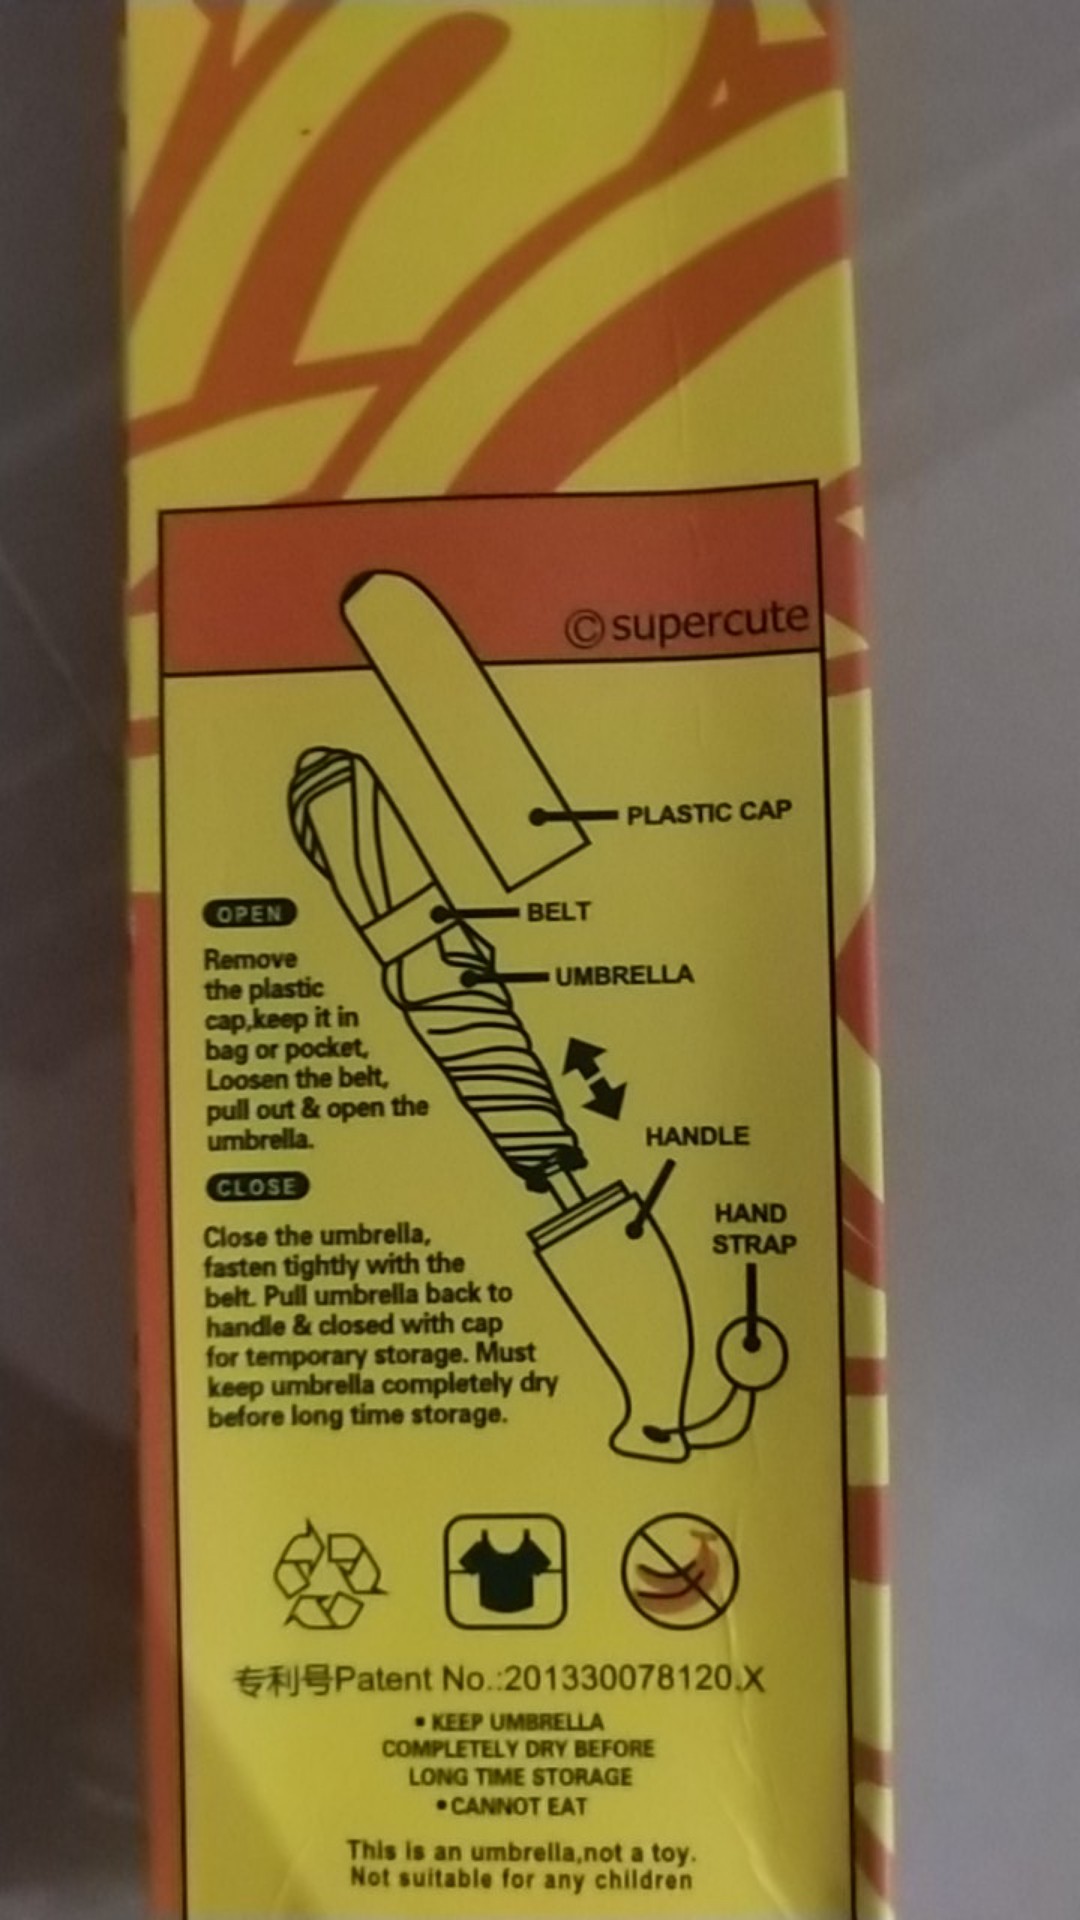 ©supercute
PLASTIC CAP
BELT
UMBRELLA
OPEN
Remove
the plastic
cap,keep it in
bag or pocket,
Loosen the belt,
pull out & open the
umbrella.
HANDLE
HAND
STRAP
CLOSE
Close the umbrella,
fasten tightly with the
belt. Pull umbrella back to
handle & closed with cap
for temporary storage. Must
keep umbrella completely dry
before long time storage.
专利号Patent No.:201330078120.X
• KEEP UMBRELLA
COMPLETELY DRY BEFORE
LONG TIME STORAGE
• CANNOT EAT
This is an umbrella,not a toy.
Not suitable for any children